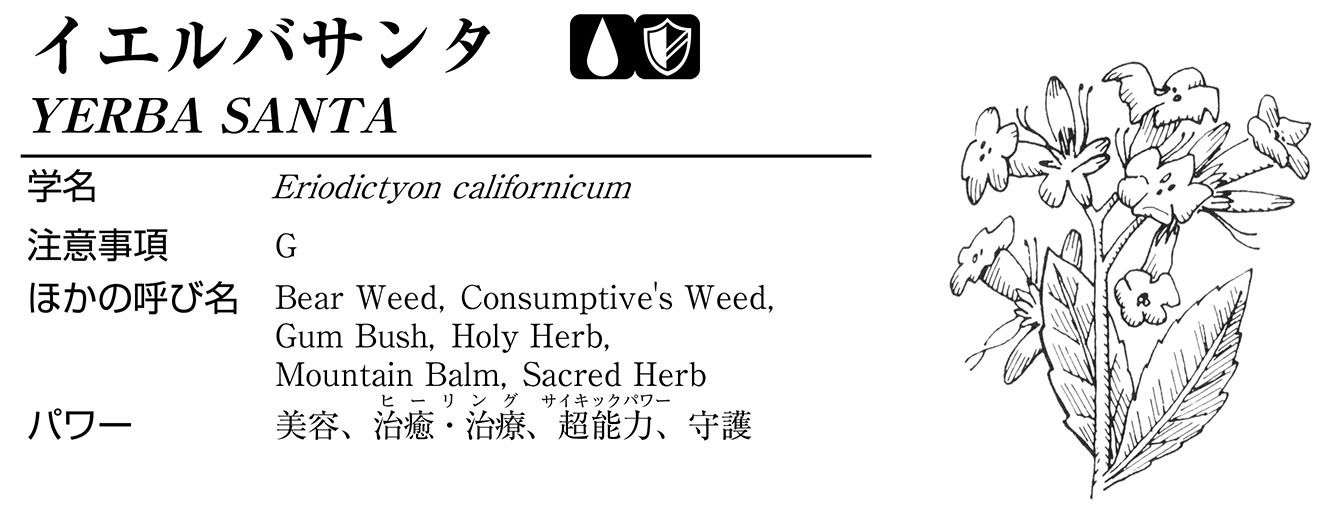 イエルバサンタ
YERBA SANTA
学名 Eriodictyon californicum
注意事項 G
ほかの呼び名 Bear Weed, Consumptive's Weed,
Gum Bush, Holy Herb,
Mountain Balm, Sacred Herb
ヒーリング サイキックパワー
パワー 美容、治癒・治療、超能力、守護